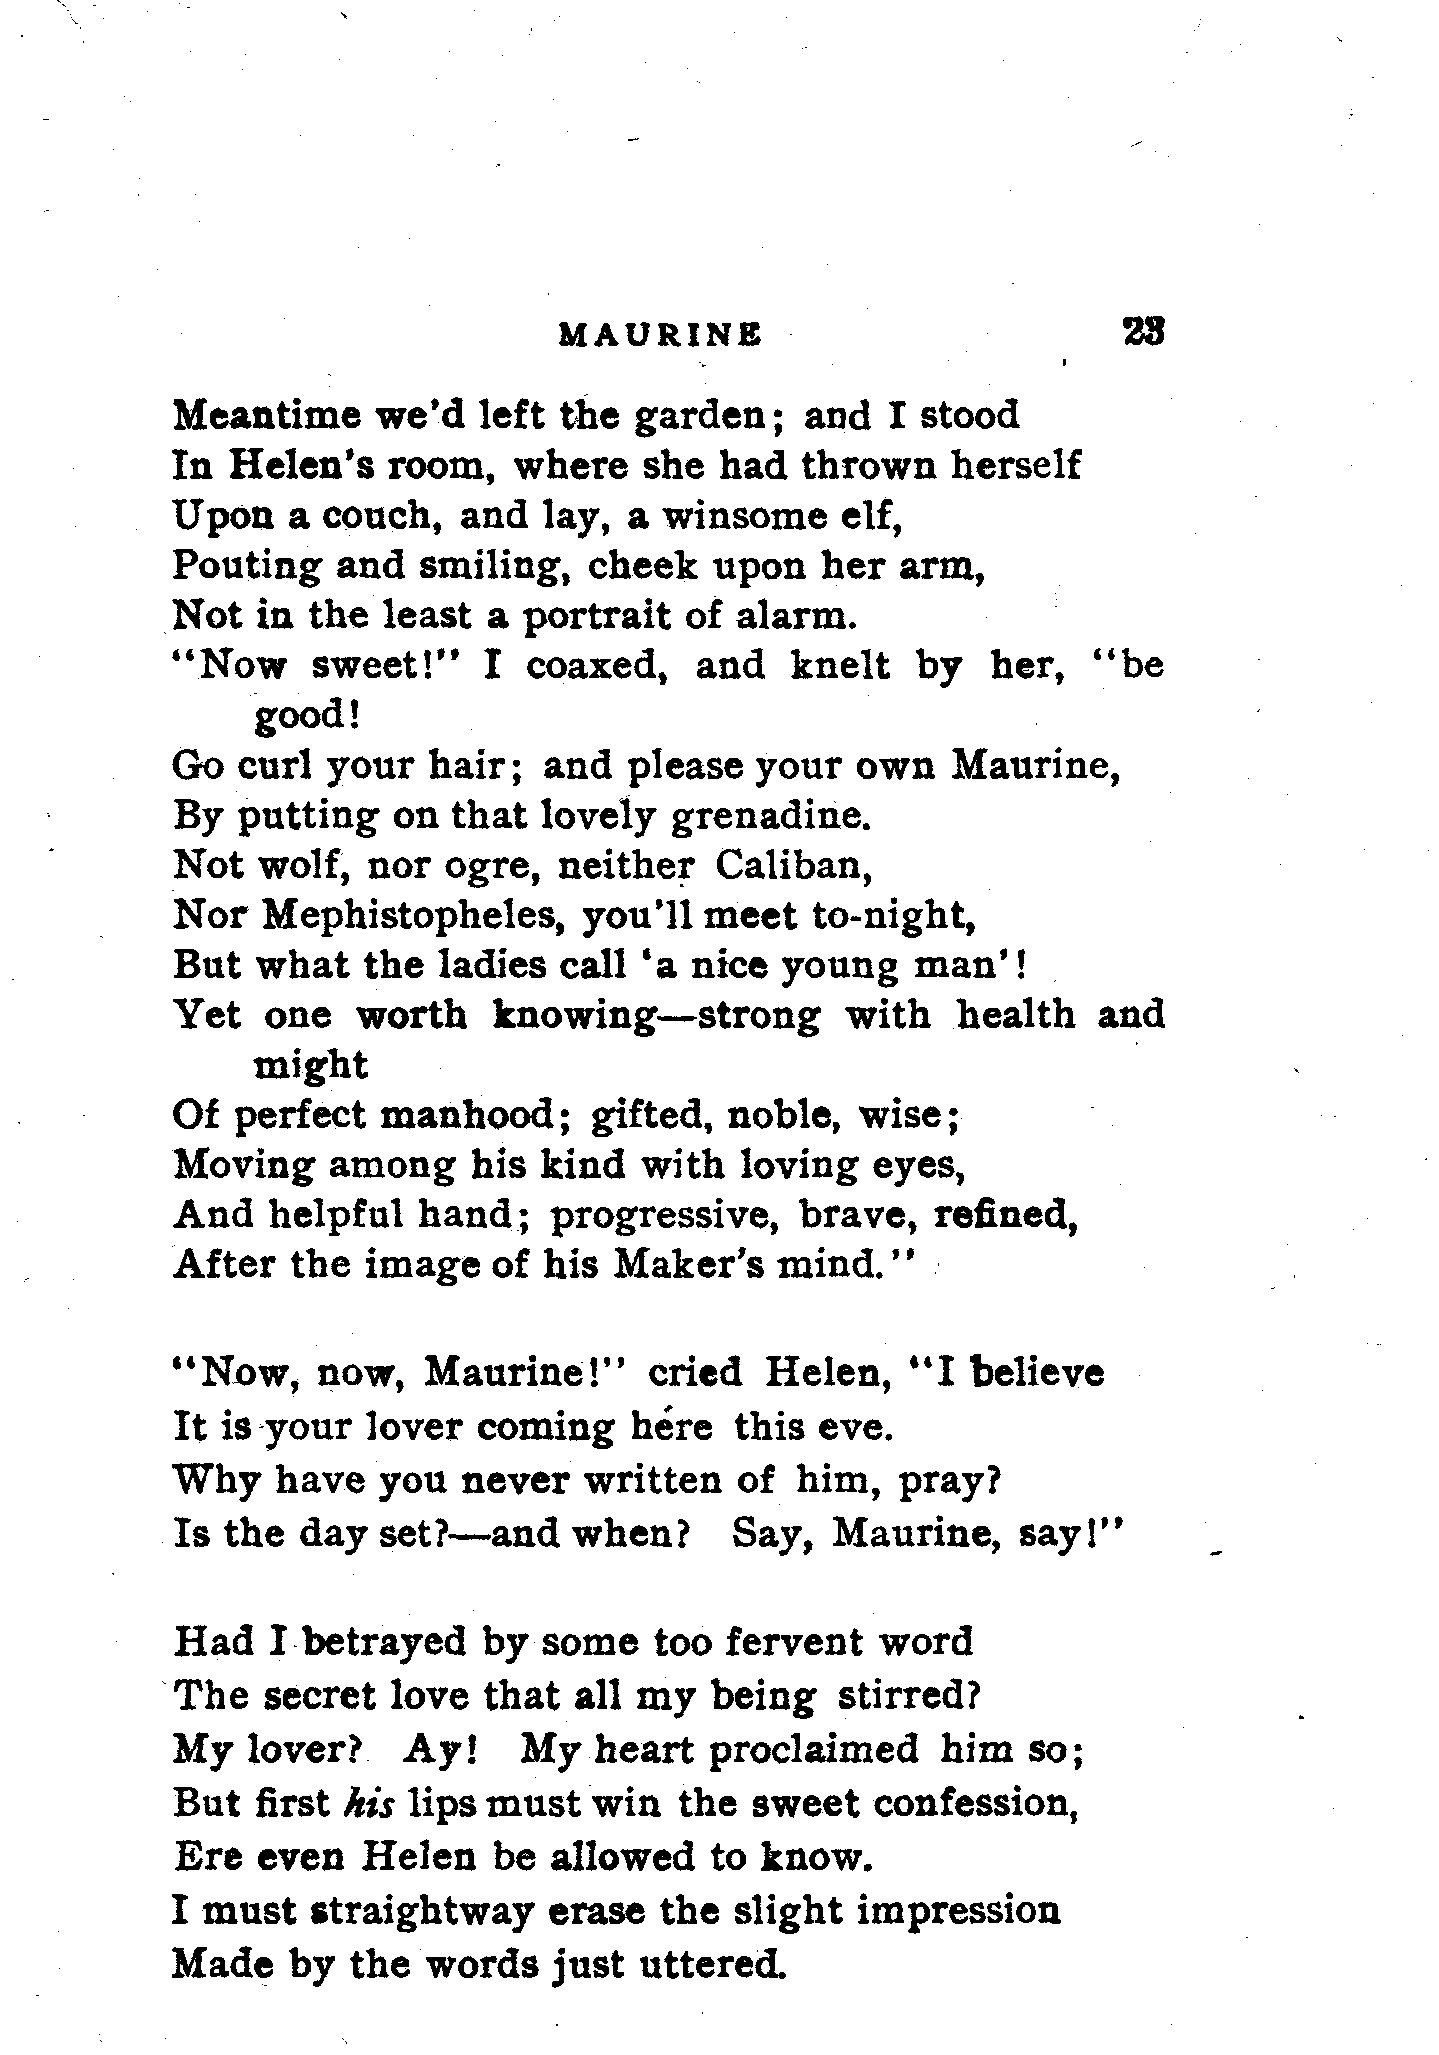 MAURINE 23
Meantime we'd left the garden; and I stood
In Helen's room, where she had thrown herself
Upon a couch, and lay, a winsome elf,
Pouting and smiling, cheek upon her arm,
Not in the least a portrait of alarm.
"Now sweet!" I coaxed, and knelt by her, "be
good!
Go curl your hair; and please your own Maurine,
By putting on that lovely grenadine.
Not wolf, nor ogre, neither Caliban,
Nor Mephistopheles, you'll meet to-night,
But what the ladies call 'a nice young man'!
Yet one worth knowing—strong with health and
might
Of perfect manhood; gifted, noble, wise;
Moving among his kind with loving eyes,
And helpful hand; progressive, brave, refined,
After the image of his Maker's mind."
"Now, now, Maurine!" cried Helen, "I believe
It is your lover coming here this eve.
Why have you never written of him, pray?
Is the day set?—and when? Say, Maurine, say!"
Had I betrayed by some too fervent word
The secret love that all my being stirred?
My lover? Ay! My heart proclaimed him so;
But first his lips must win the sweet confession,
Ere even Helen be allowed to know.
I must straightway erase the slight impression
Made by the words just uttered.